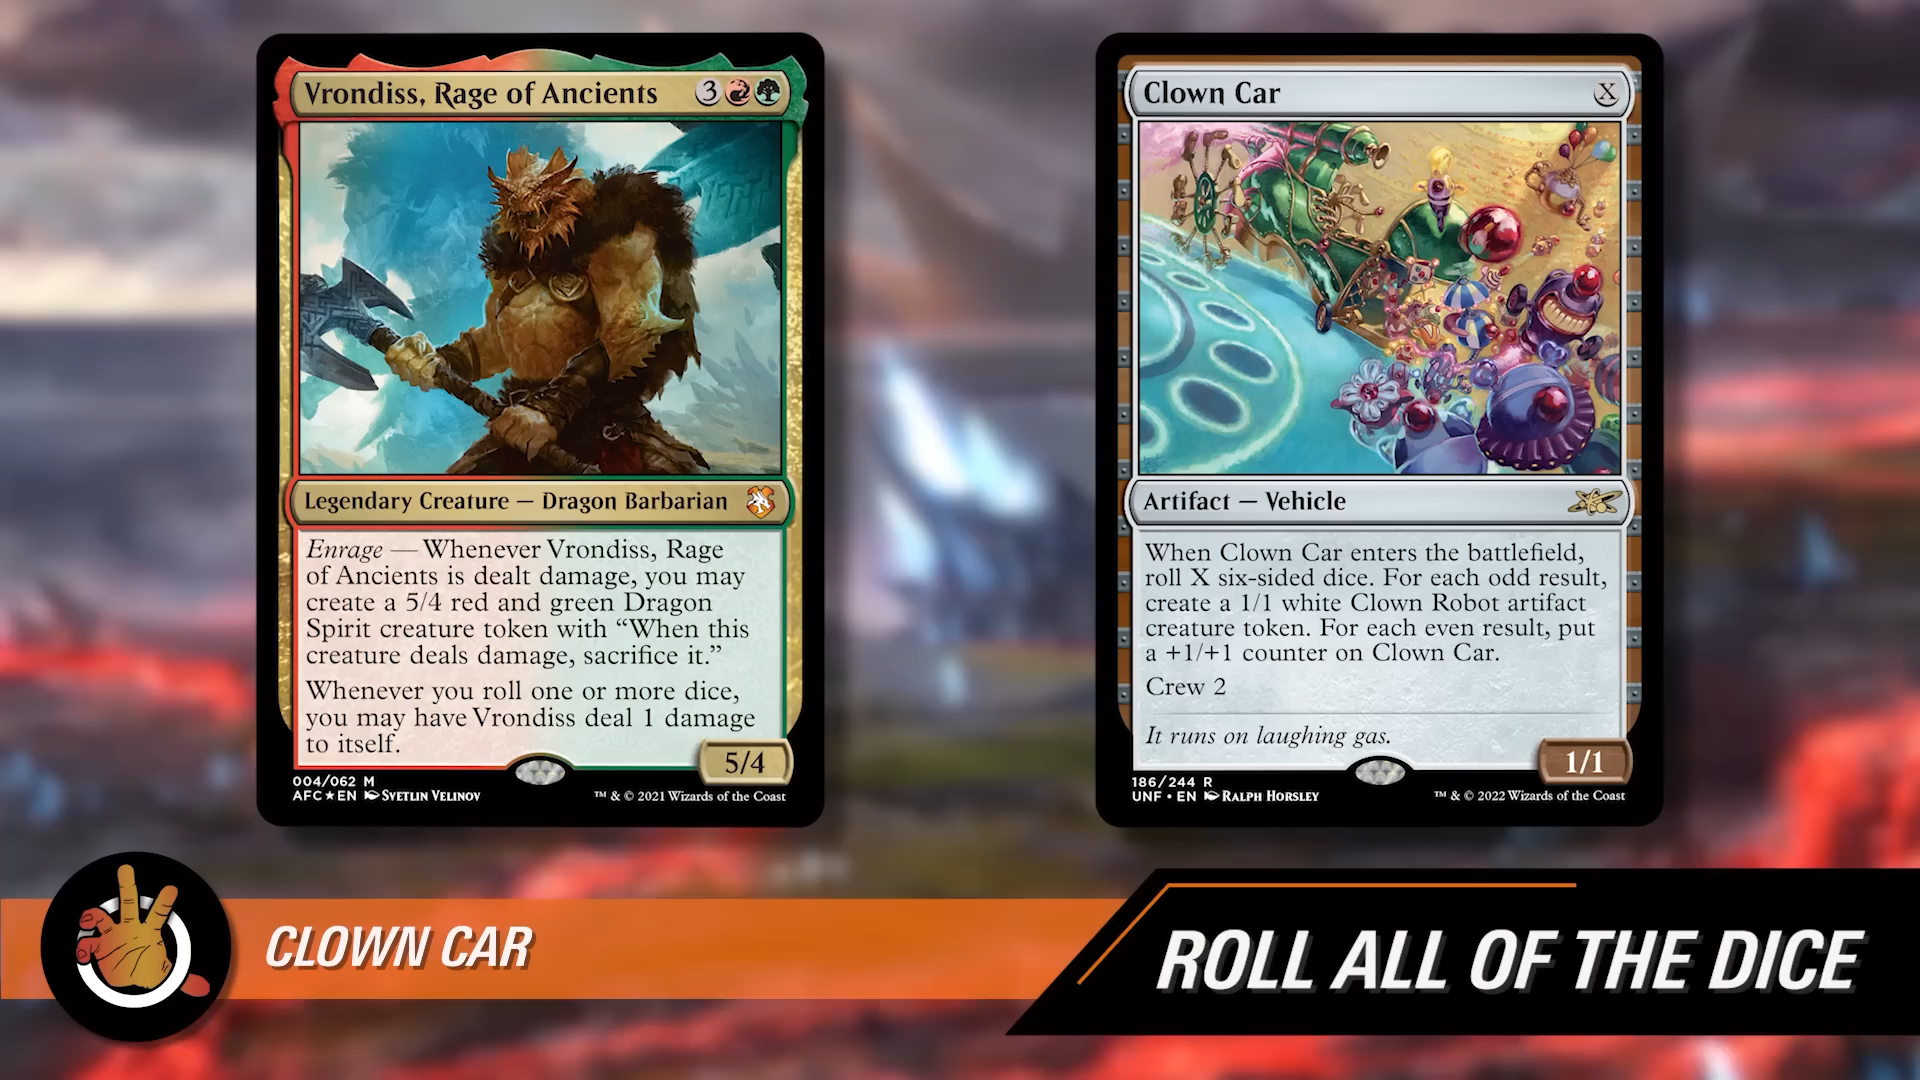 Vrondiss, Rage of Ancients 3
Legendary Creature — Dragon Barbarian
Enrage — Whenever Vrondiss, Rage
of Ancients is dealt damage, you may
create a 5/4 red and green Dragon
Spirit creature token with “When this
creature deals damage, sacrifice it.”
Whenever you roll one or more dice,
you may have Vrondiss deal 1 damage
to itself.
5/4
004/062 M
AFC★EN Svetlin Velinov ™ & © 2021 Wizards of the Coast
Clown Car X
Artifact — Vehicle
When Clown Car enters the battlefield,
roll X six-sided dice. For each odd result,
create a 1/1 white Clown Robot artifact
creature token. For each even result, put
a +1/+1 counter on Clown Car.
Crew 2
It runs on laughing gas.
1/1
186/244 R
UNF • EN Ralph Horsley ™ & © 2022 Wizards of the Coast
CLOWN CAR
ROLL ALL OF THE DICE